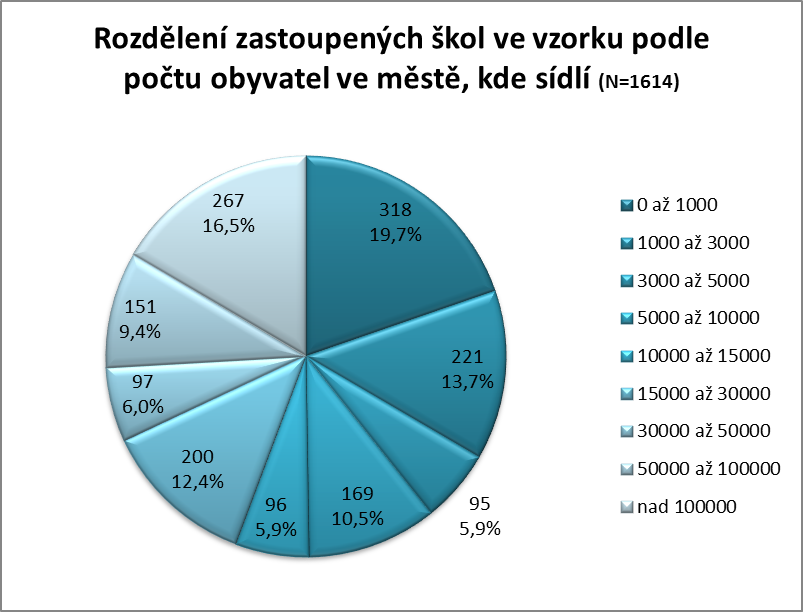 Rozdělení zastoupených škol ve vzorku podle
počtu obyvatel ve městě, kde sídlí (N=1614)
318
19,7%
221
13,7%
95
5,9%
169
10,5%
96
5,9%
200
12,4%
97
6,0%
151
9,4%
267
16,5%
0 až 1000
1000 až 3000
3000 až 5000
5000 až 10000
10000 až 15000
15000 až 30000
30000 až 50000
50000 až 100000
nad 100000